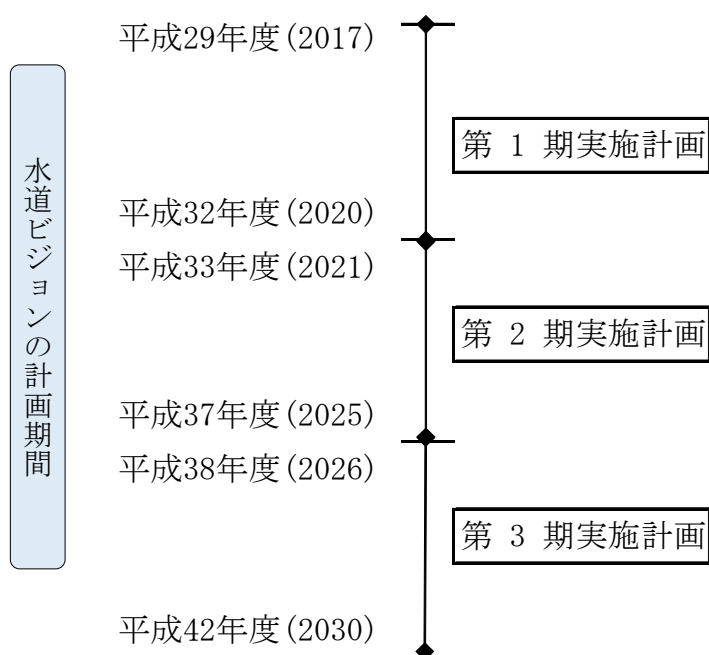 平成29年度(2017)
第 1 期実施計画
平成32年度(2020)
平成33年度(2021)
第 2 期実施計画
平成37年度(2025)
平成38年度(2026)
第 3 期実施計画
平成42年度(2030)
水道ビジョンの計画期間